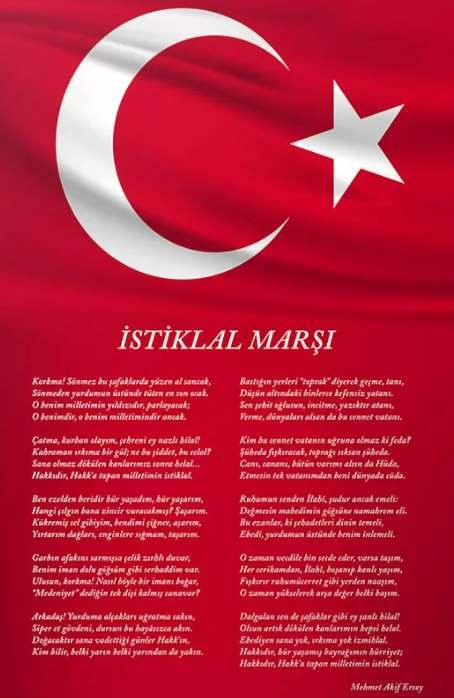 İSTİKLAL MARŞI
Korkma! Sönmez bu şafaklarda yüzen al sancak,
Sönmeden yurdumun üstünde tüten en son ocak.
O benim milletimin yıldızıdır, parlayacak;
O benimdir, o benim milletimindir ancak.
Çatma, kurban olayım, çehreni ey nazlı hilal!
Kahraman ırkıma bir gül; ne bu şiddet, bu celal?
Sana olmaz dökülen kanlarımız sonra helal...
Hakkıdır, Hakk'a tapan milletimin istiklal.
Ben ezelden beridir hür yaşadım, hür yaşarım,
Hangi çılgın bana zincir vuracakmış? Şaşarım.
Kükremiş sel gibiyim, bendimi çiğner, aşarım,
Yırtarım dağları, enginlere sığmam, taşarım.
Garbın afakını sarmışsa çelik zırhlı duvar,
Benim iman dolu göğsüm gibi serhaddim var.
Ulusun, korkma! Nasıl böyle bir imanı boğar,
"Medeniyet" dediğin tek dişi kalmış canavar?
Arkadaş! Yurduma alçakları uğratma sakın,
Siper et gövdeni, dursun bu hayâsızca akın.
Doğacaktır sana vadettiği günler Hakk'ın,
Kim bilir, belki yarın belki yarından da yakın.
Bastığın yerleri "toprak" diyerek geçme, tanı,
Düşün altındaki binlerce kefensiz yatanı.
Sen şehit oğlusun, incitme, yazıktır atanı,
Verme, dünyaları alsan da bu cennet vatanı.
Kim bu cennet vatanın uğruna olmaz ki feda?
Şüheda fışkıracak, toprağı sıksan şüheda.
Canı, cananı, bütün varımı alsın da Hüda,
Etmesin tek vatanımdan beni dünyada cüda.
Ruhumun senden İlahî, şudur ancak emeli:
Değmesin mabedimin göğsüne namahrem eli.
Bu ezanlar, ki şehadetleri dinin temeli,
Ebedî, yurdumun üstünde benim inlemeli.
O zaman vecdile bin secde eder, varsa taşım,
Her cerihamdan, İlahî, boşanıp kanlı yaşım,
Fışkırır ruhumücerret gibi yerden naaşım,
O zaman yükselerek arşa değer belki başım.
Dalgalan sen de şafaklar gibi ey şanlı hilal!
Olsun artık dökülen kanlarımın hepsi helal.
Ebediyen sana yok, ırkıma yok izmihlal.
Hakkıdır, hür yaşamış bayrağımın hürriyet;
Hakkıdır, Hakk'a tapan milletimin istiklal.
Mehmet Akif Ersoy